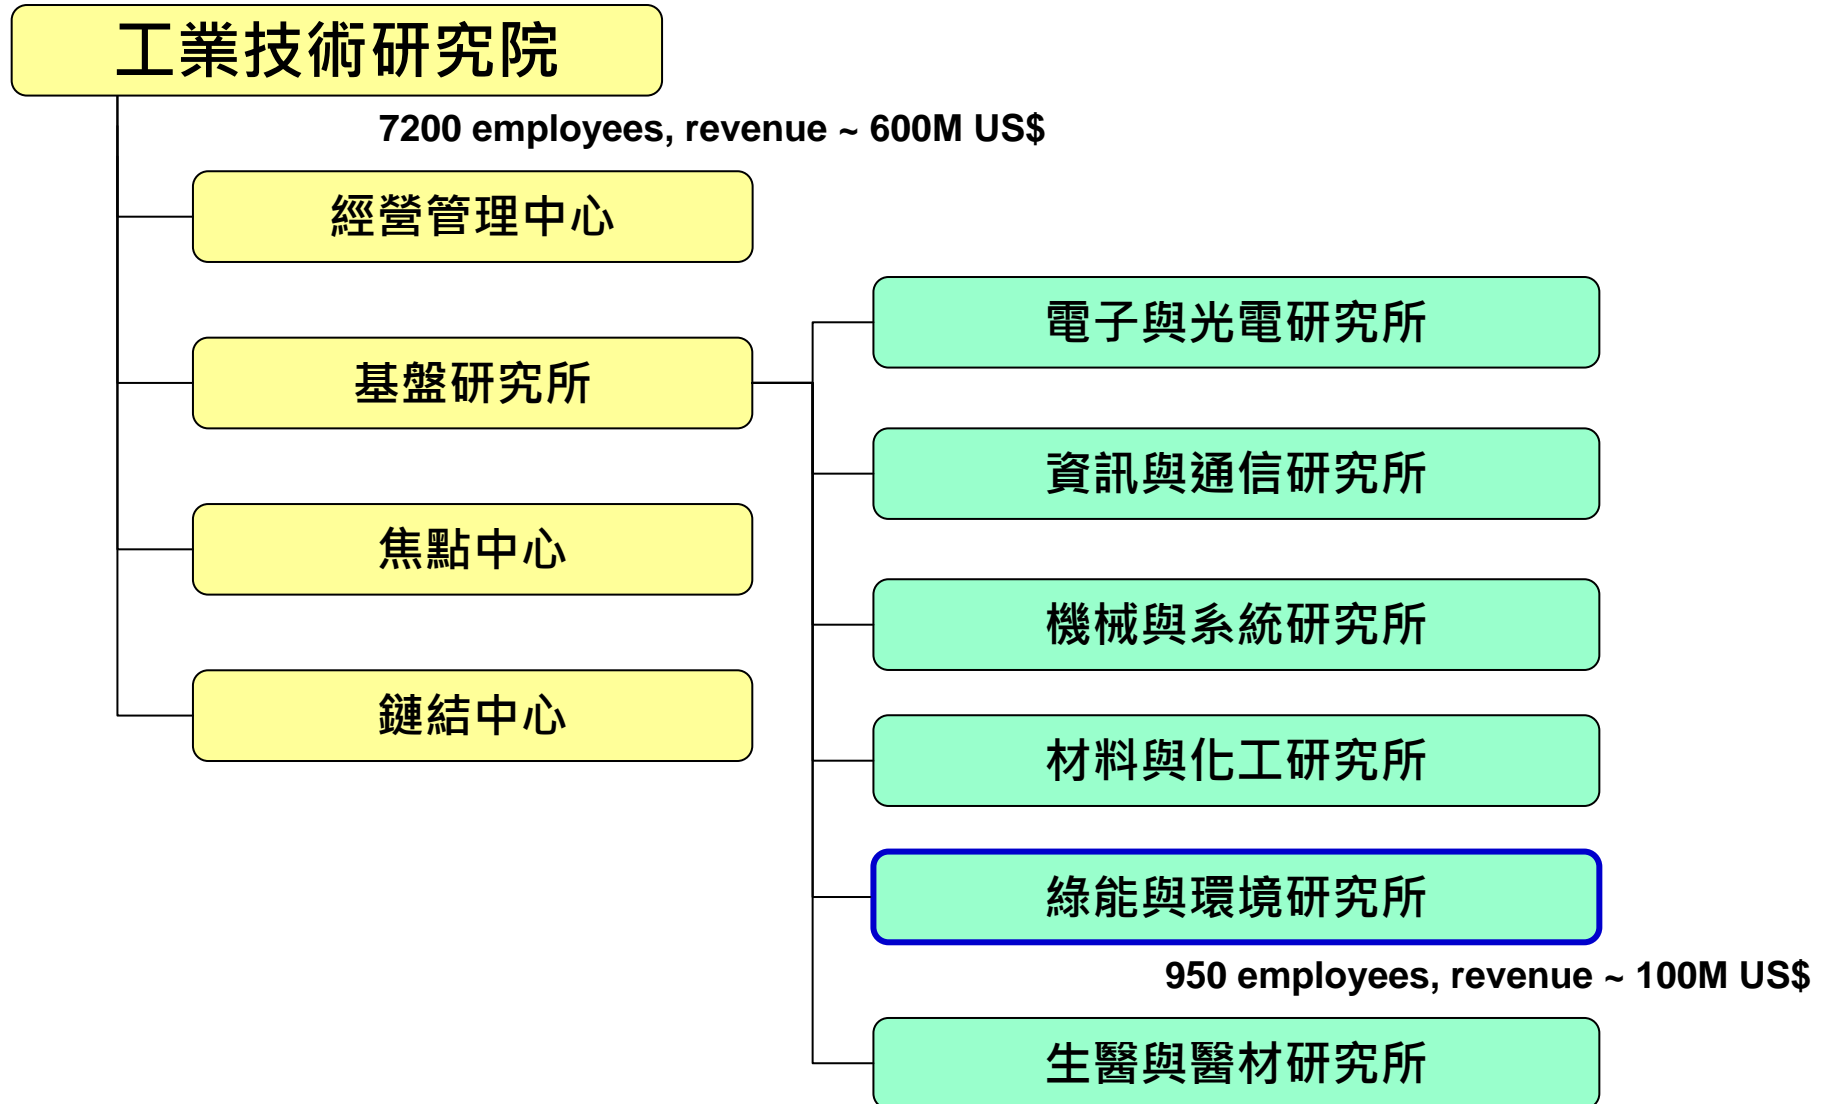 工業技術研究院
7200 employees, revenue ~ 600M US$
經營管理中心
基盤研究所
焦點中心
鏈結中心
電子與光電研究所
資訊與通信研究所
機械與系統研究所
材料與化工研究所
綠能與環境研究所
950 employees, revenue ~ 100M US$
生醫與醫材研究所